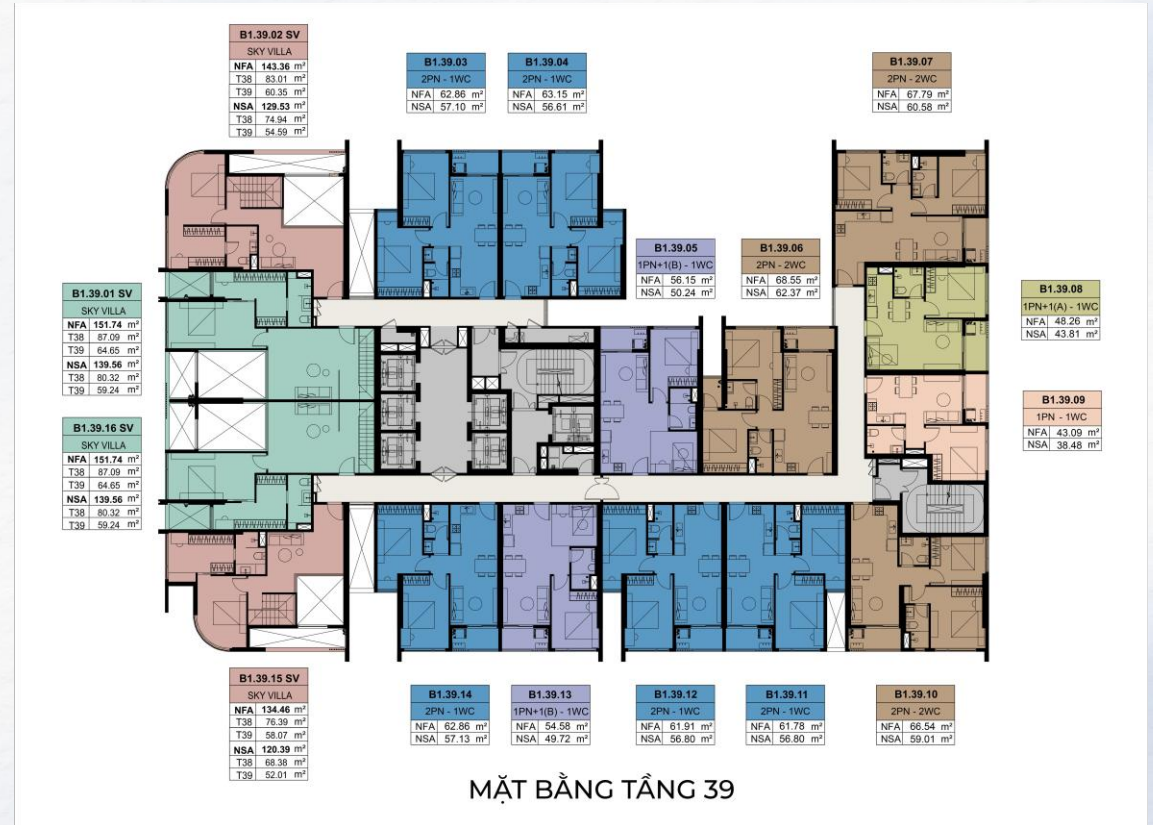 B1.39.02 SV
SKY VILLA
NFA 143.36 m²
T38 83.01 m²
T39 60.35 m²
NSA 129.53 m²
T38 74.94 m²
T39 54.59 m²
B1.39.03
2PN - 1WC
NFA 62.86 m²
NSA 57.10 m²
B1.39.04
2PN - 1WC
NFA 63.15 m²
NSA 56.61 m²
B1.39.07
2PN - 2WC
NFA 67.79 m²
NSA 60.58 m²
B1.39.05
1PN+1(B) - 1WC
NFA 56.15 m²
NSA 50.24 m²
B1.39.06
2PN - 2WC
NFA 68.55 m²
NSA 62.37 m²
B1.39.01 SV
SKY VILLA
NFA 151.74 m²
T38 87.09 m²
T39 64.65 m²
NSA 139.56 m²
T38 80.32 m²
T39 59.24 m²
B1.39.08
1PN+1(A) - 1WC
NFA 48.26 m²
NSA 43.81 m²
B1.39.09
1PN - 1WC
NFA 43.09 m²
NSA 38.48 m²
B1.39.16 SV
SKY VILLA
NFA 151.74 m²
T38 87.09 m²
T39 64.65 m²
NSA 139.56 m²
T38 80.32 m²
T39 59.24 m²
B1.39.15 SV
SKY VILLA
NFA 134.46 m²
T38 76.39 m²
T39 58.07 m²
NSA 120.39 m²
T38 68.38 m²
T39 52.01 m²
B1.39.14
2PN - 1WC
NFA 62.86 m²
NSA 57.13 m²
B1.39.13
1PN+1(B) - 1WC
NFA 54.58 m²
NSA 49.72 m²
B1.39.12
2PN - 1WC
NFA 61.91 m²
NSA 56.80 m²
B1.39.11
2PN - 1WC
NFA 61.78 m²
NSA 56.80 m²
B1.39.10
2PN - 2WC
NFA 66.54 m²
NSA 59.01 m²
MẶT BẰNG TẦNG 39